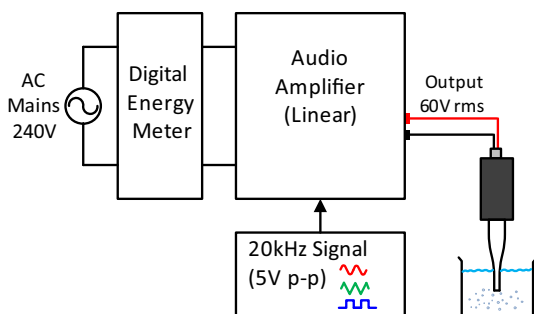 AC
Mains
240V
Digital
Energy
Meter
Audio
Amplifier
(Linear)
Output
60V rms
20kHz Signal
(5V p-p)